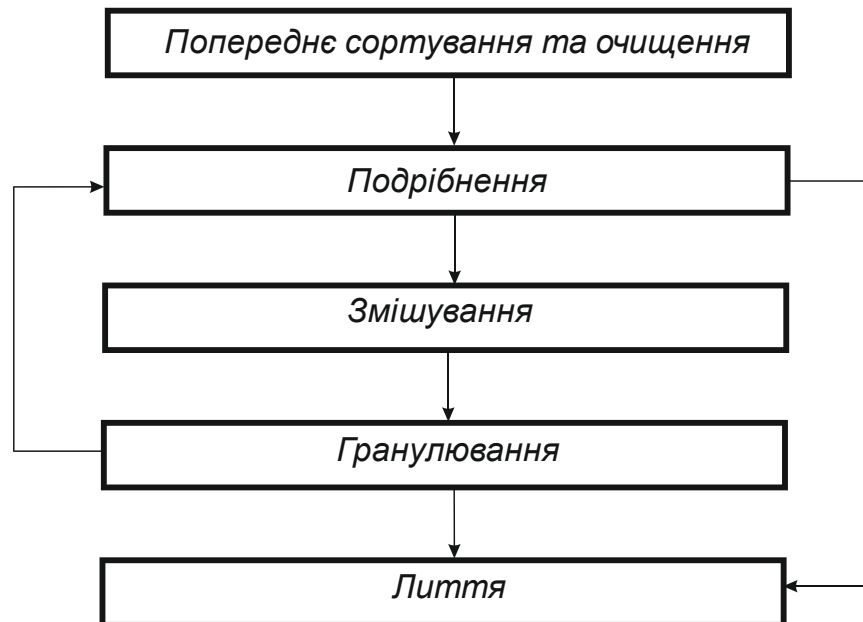 Попереднє сортування та очищення
Подрібнення
Змішування
Гранулювання
Лиття